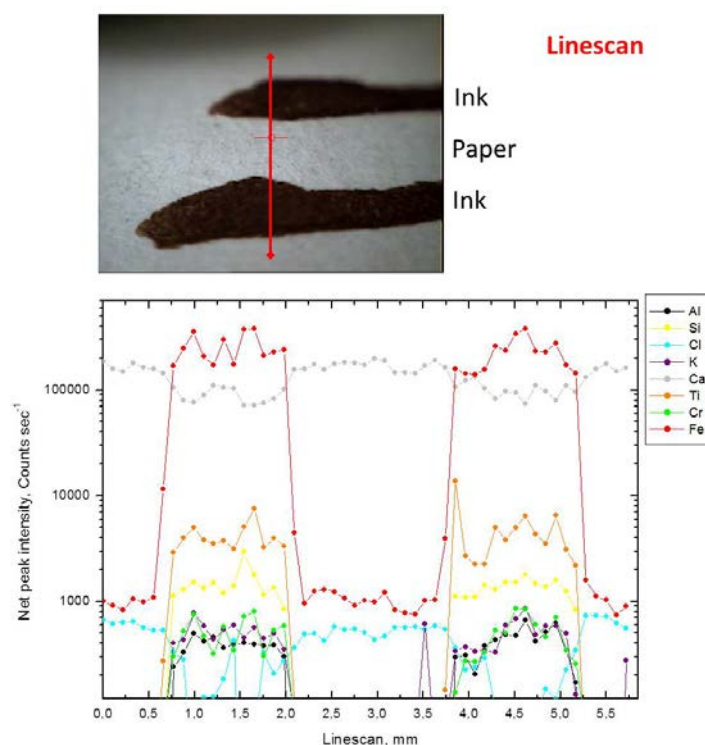 Linescan
Ink
Paper
Ink
Al
Si
Cl
K
Ca
Ti
Cr
Fe
100000
10000
1000
Net peak intensity, Counts sec⁻¹
0,0 0,5 1,0 1,5 2,0 2,5 3,0 3,5 4,0 4,5 5,0 5,5
Linescan, mm